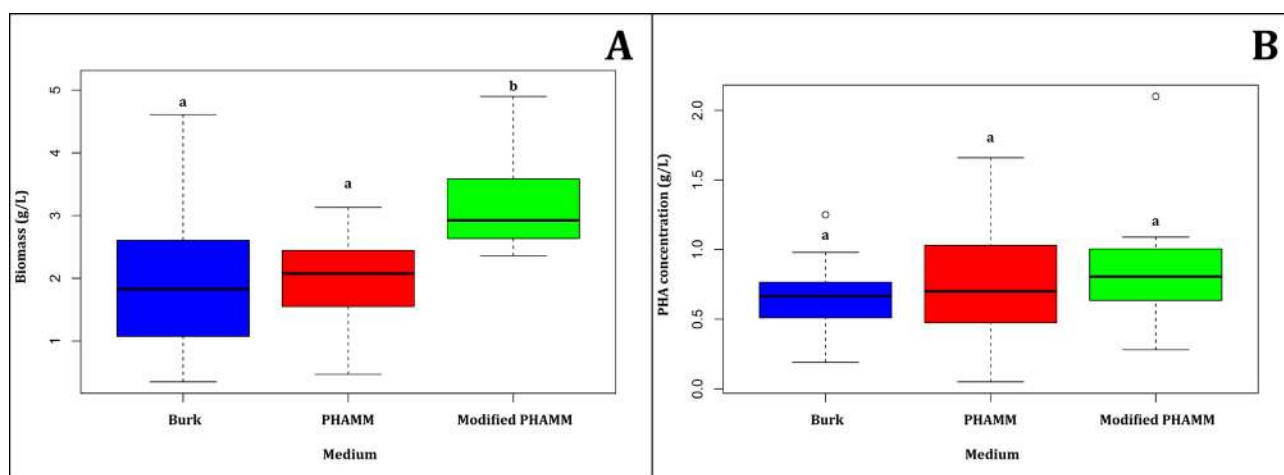 A
Biomass (g/L)
5
4
3
2
1
a
a
b
Burk
PHAMM
Modified PHAMM
Medium
B
PHA concentration (g/L)
2.0
1.5
1.0
0.5
0.0
a
a
a
Burk
PHAMM
Modified PHAMM
Medium